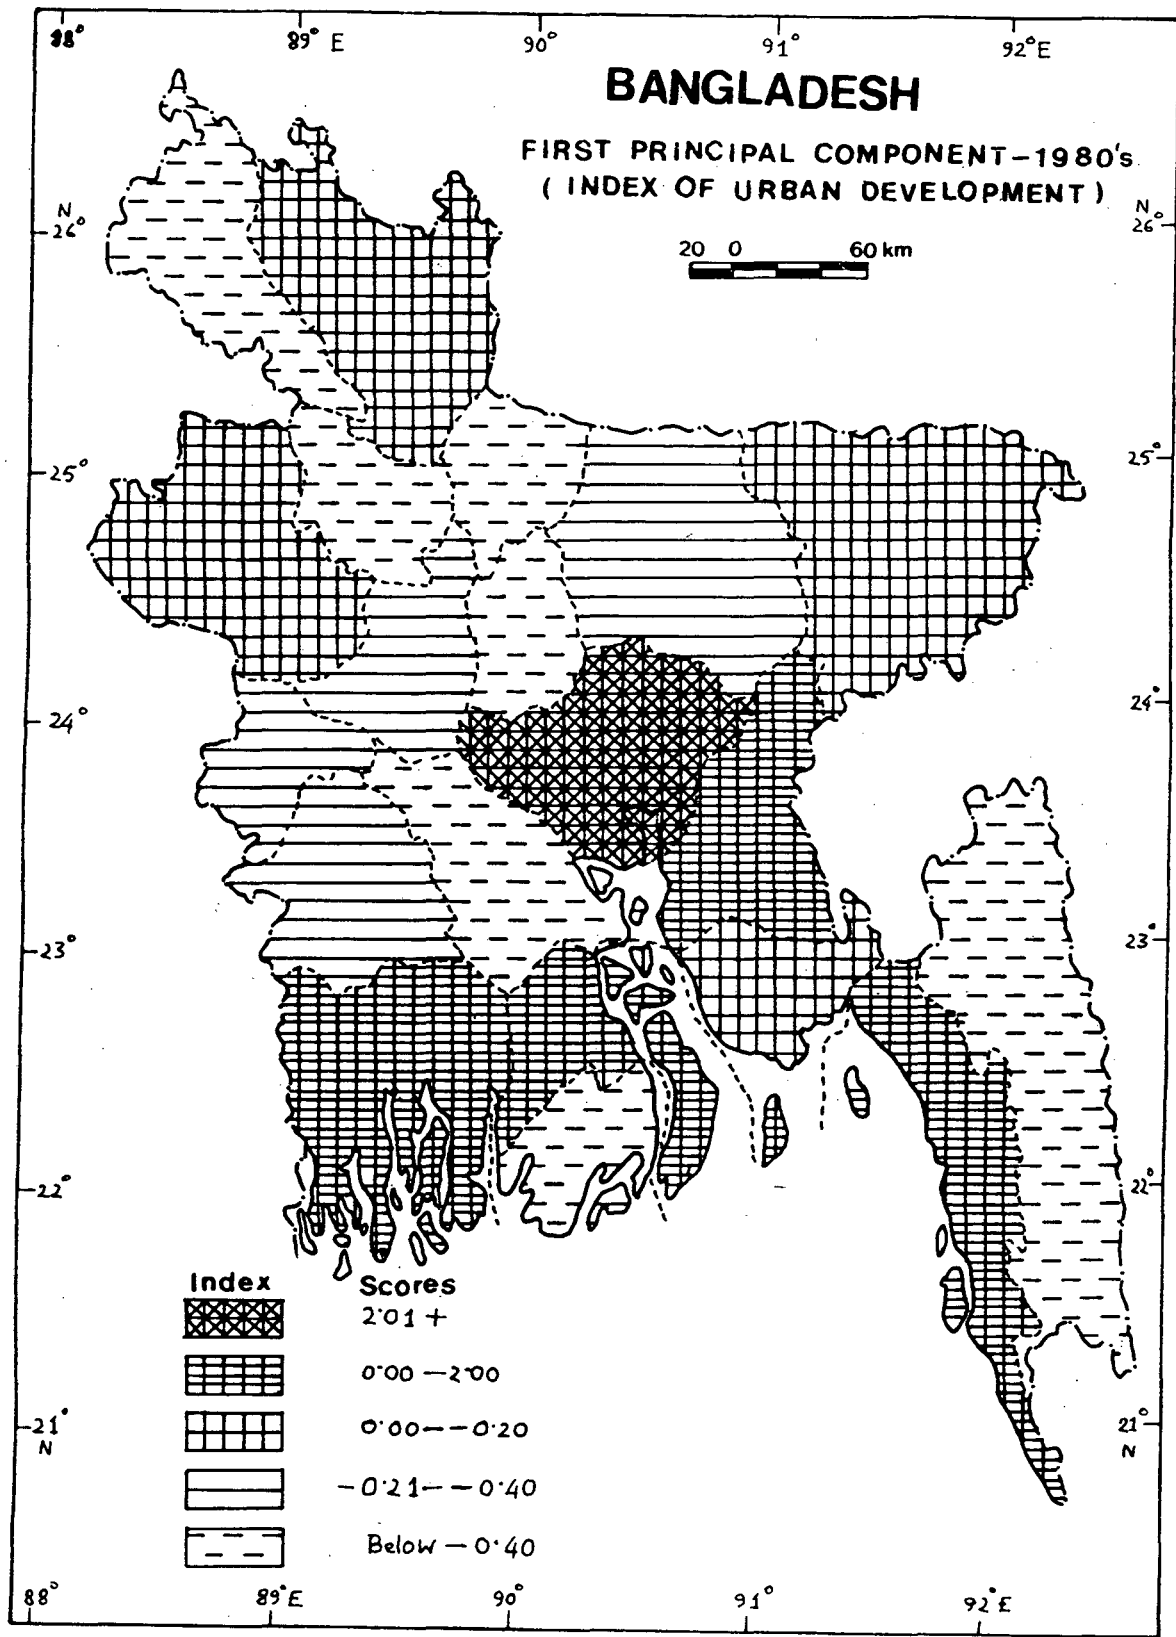 88° 89° E 90° 91° 92° E
BANGLADESH
FIRST PRINCIPAL COMPONENT-1980's
( INDEX OF URBAN DEVELOPMENT )
N 26° N 26°
20 0 60 km
25° 25°
24° 24°
23° 23°
22° 22°
Index Scores
2·01 +
0·00 — 2·00
0·00 — - 0·20
21° N 21° N
- 0·21 — - 0·40
Below - 0·40
88° 89° E 90° 91° 92° E